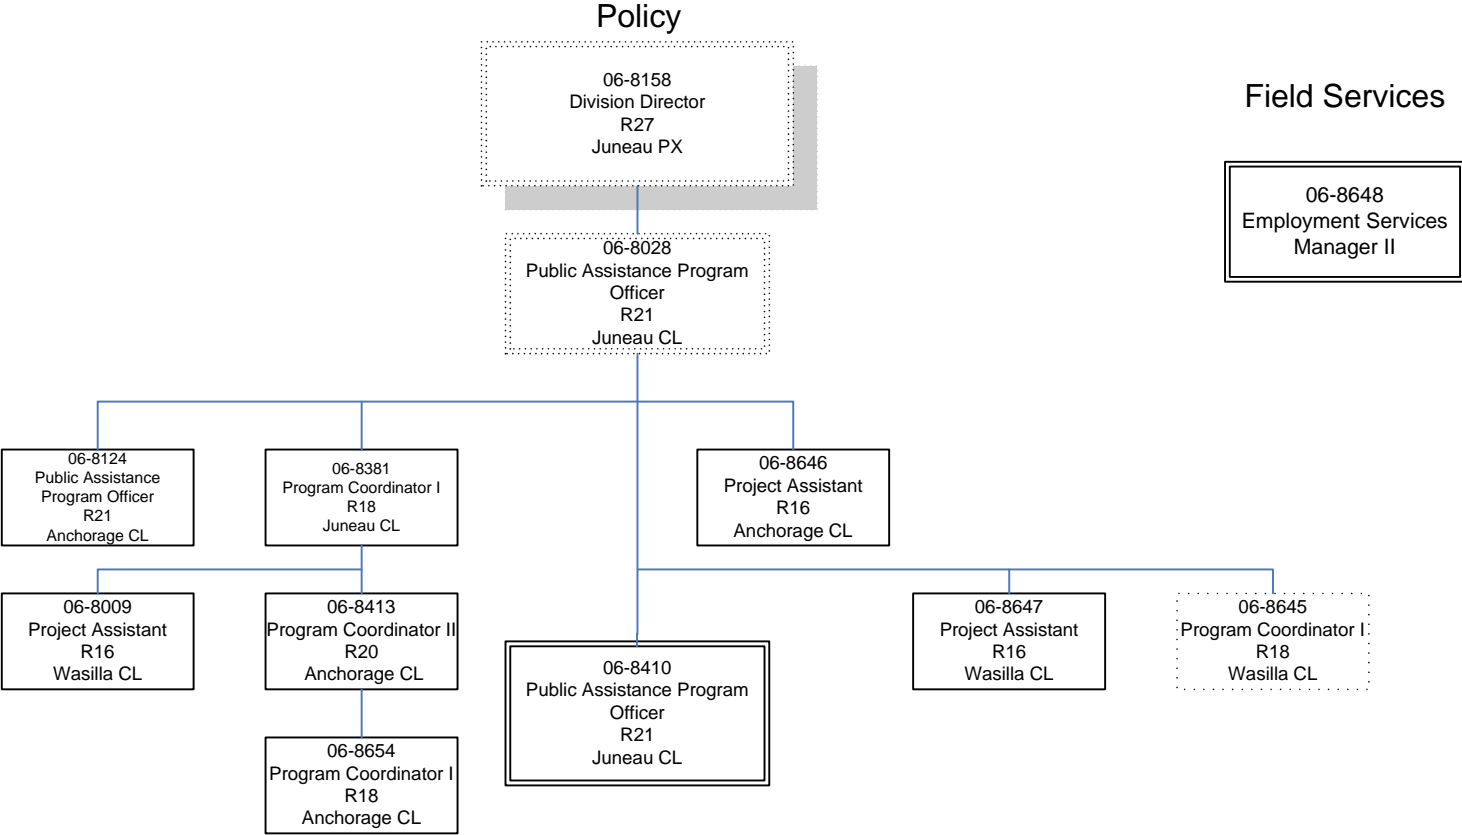 Policy
06-8158
Division Director
R27
Juneau PX
Field Services
06-8648
Employment Services
Manager II
06-8028
Public Assistance Program
Officer
R21
Juneau CL
06-8124
Public Assistance
Program Officer
R21
Anchorage CL
06-8381
Program Coordinator I
R18
Juneau CL
06-8646
Project Assistant
R16
Anchorage CL
06-8009
Project Assistant
R16
Wasilla CL
06-8413
Program Coordinator II
R20
Anchorage CL
06-8410
Public Assistance Program
Officer
R21
Juneau CL
06-8647
Project Assistant
R16
Wasilla CL
06-8645
Program Coordinator I
R18
Wasilla CL
06-8654
Program Coordinator I
R18
Anchorage CL